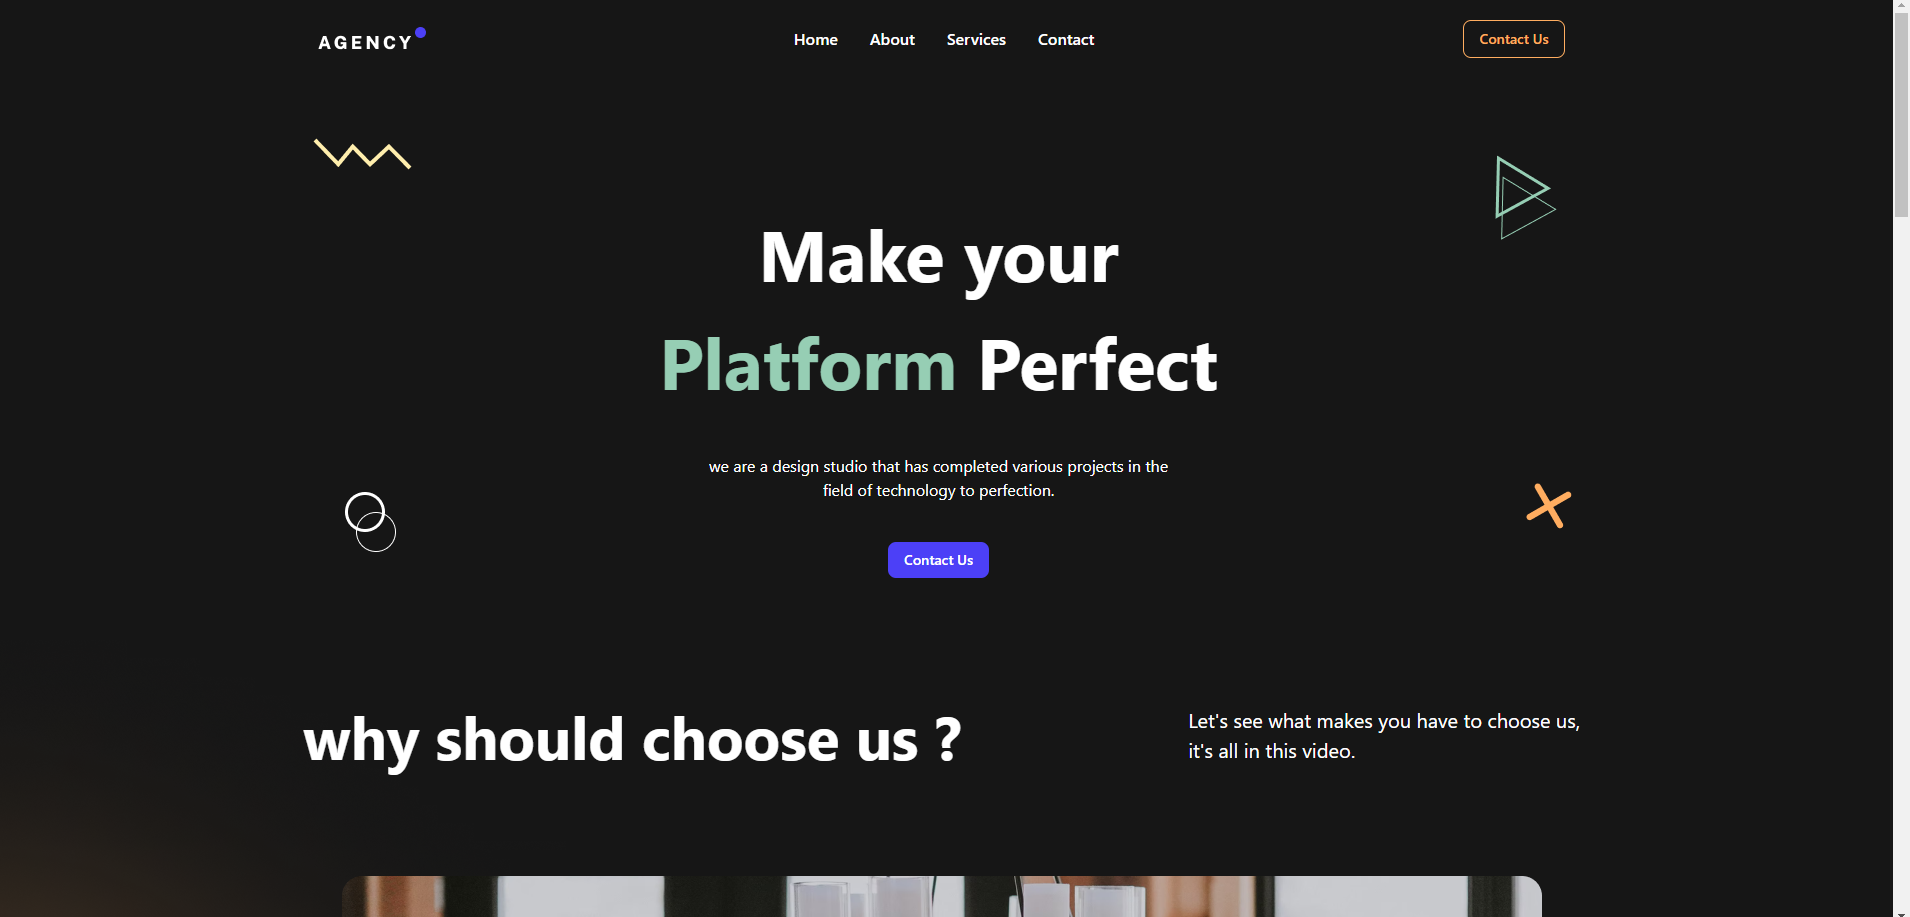 AGENCY
Home About Services Contact
Contact Us
Make your
Platform Perfect
we are a design studio that has completed various projects in the
field of technology to perfection.
Contact Us
why should choose us ?
Let's see what makes you have to choose us,
it's all in this video.